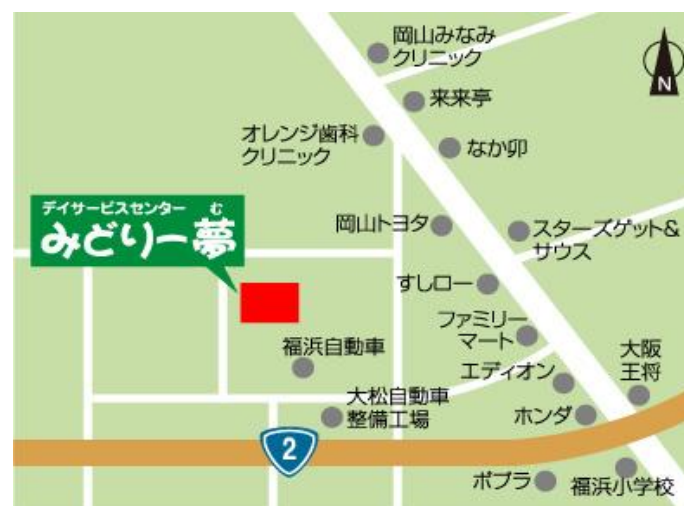 岡山みなみ
クリニック
N
来来亭
オレンジ歯科
クリニック
なか卯
デイサービスセンター む
みどりー夢
岡山トヨタ
スターズゲット&
サウス
すしロー
ファミリー
マート
福浜自動車
エディオン
大阪
王将
大松自動車
整備工場
ホンダ
2
ポプラ
福浜小学校